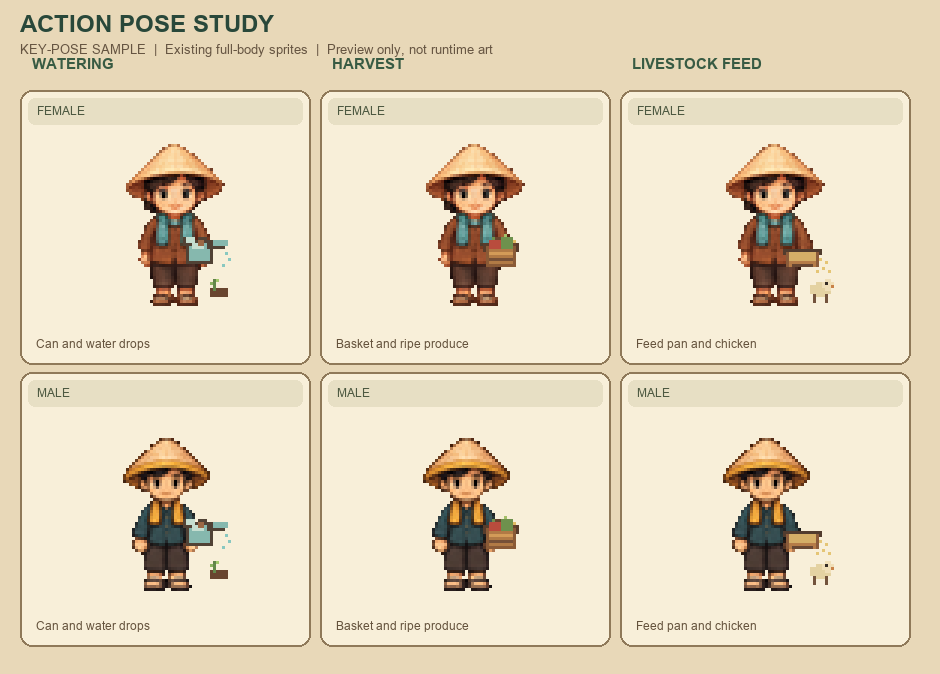 ACTION POSE STUDY
KEY-POSE SAMPLE | Existing full-body sprites | Preview only, not runtime art
WATERING
HARVEST
LIVESTOCK FEED
FEMALE
FEMALE
FEMALE
Can and water drops
Basket and ripe produce
Feed pan and chicken
MALE
MALE
MALE
Can and water drops
Basket and ripe produce
Feed pan and chicken